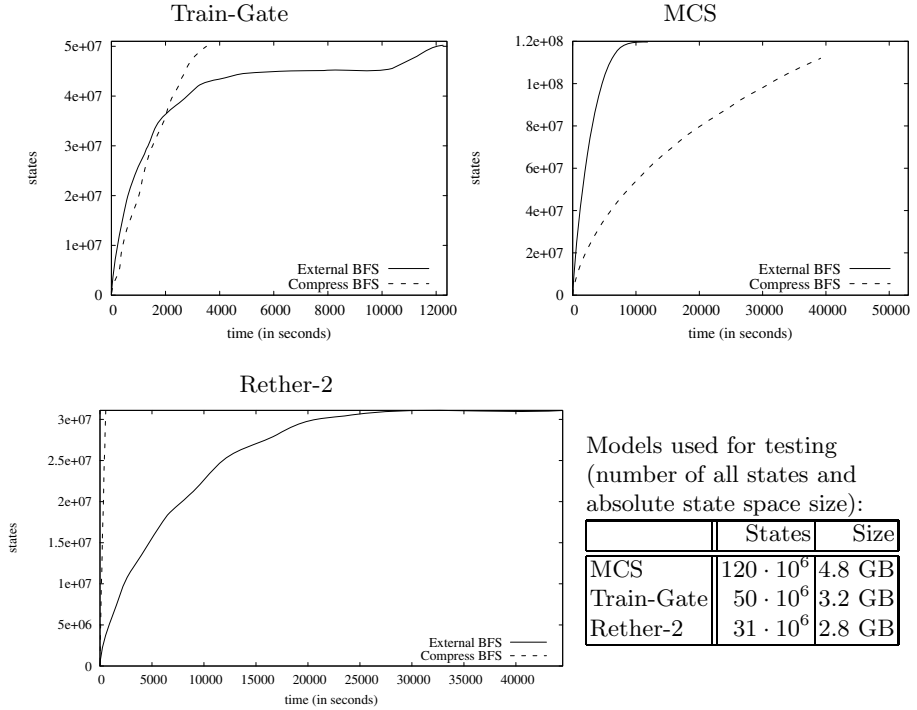 Train-Gate
5e+07
4e+07
3e+07
2e+07
1e+07
0
states
0 2000 4000 6000 8000 10000 12000
time (in seconds)
External BFS
Compress BFS
MCS
1.2e+08
1e+08
8e+07
6e+07
4e+07
2e+07
0
states
0 10000 20000 30000 40000 50000
time (in seconds)
External BFS
Compress BFS
Rether-2
3e+07
2.5e+07
2e+07
1.5e+07
1e+07
5e+06
0
states
0 5000 10000 15000 20000 25000 30000 35000 40000
time (in seconds)
External BFS
Compress BFS
Models used for testing
(number of all states and
absolute state space size):
States Size
MCS 120 · 10⁶ 4.8 GB
Train-Gate 50 · 10⁶ 3.2 GB
Rether-2 31 · 10⁶ 2.8 GB